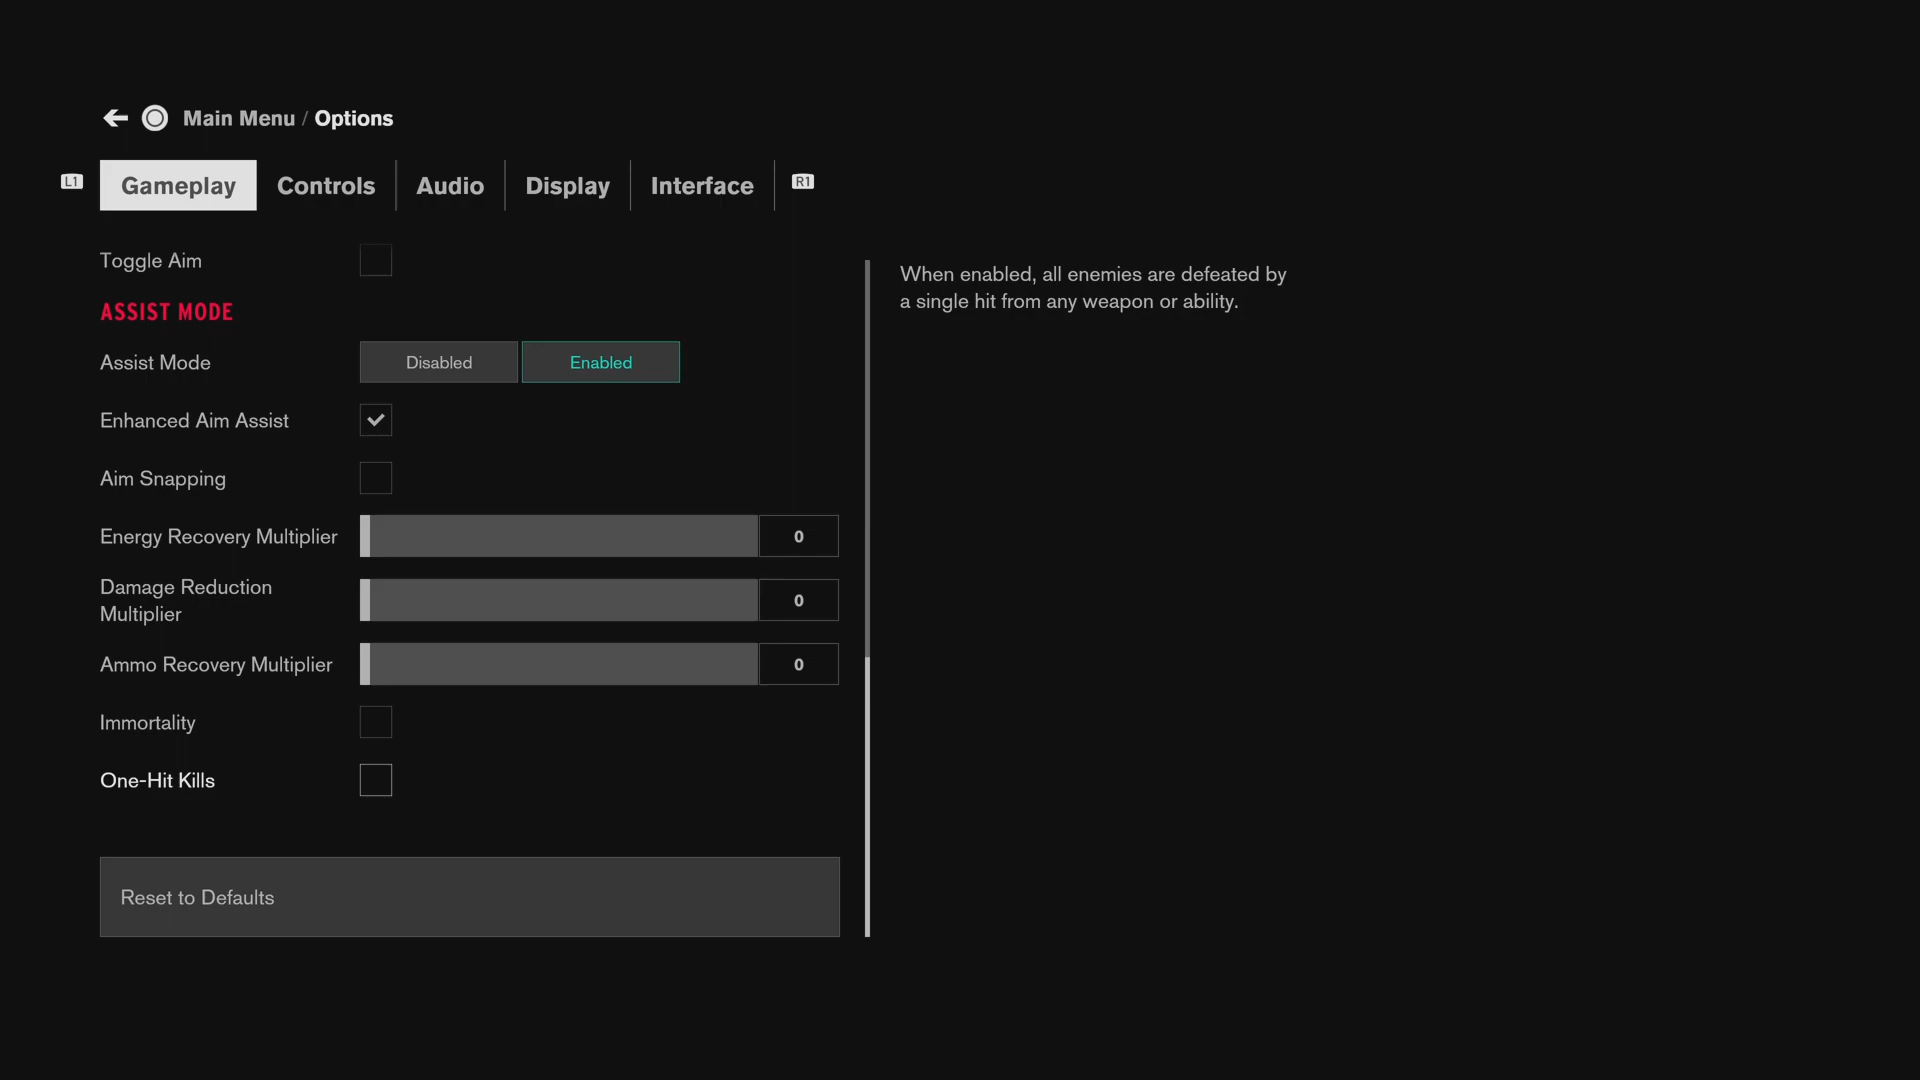 Main Menu / Options
L1 Gameplay Controls Audio Display Interface R1
Toggle Aim
ASSIST MODE
Assist Mode Disabled Enabled
Enhanced Aim Assist
Aim Snapping
Energy Recovery Multiplier 0
Damage Reduction
Multiplier 0
Ammo Recovery Multiplier 0
Immortality
One-Hit Kills
Reset to Defaults
When enabled, all enemies are defeated by
a single hit from any weapon or ability.